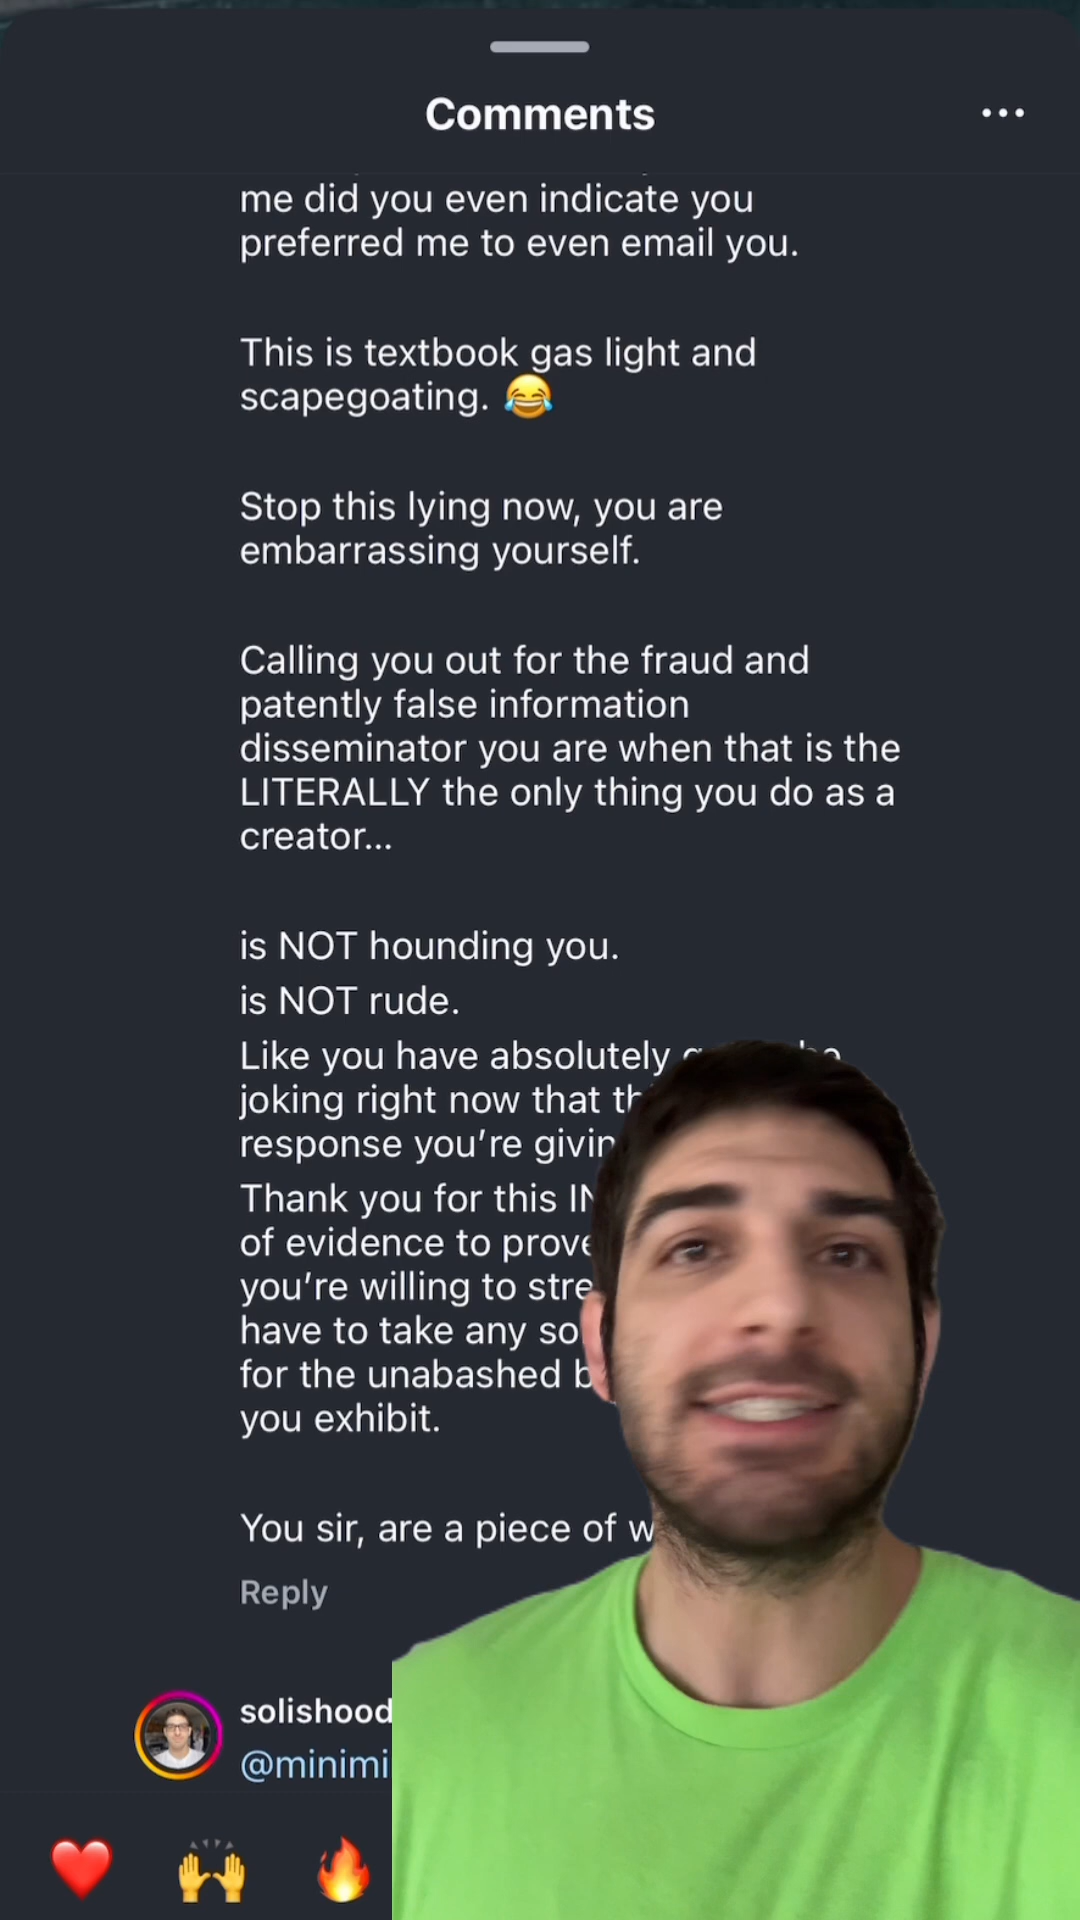 Comments
me did you even indicate you
preferred me to even email you.
This is textbook gas light and
scapegoating. 😂
Stop this lying now, you are
embarrassing yourself.
Calling you out for the fraud and
patently false information
disseminator you are when that is the
LITERALLY the only thing you do as a
creator...
is NOT hounding you.
is NOT rude.
Like you have absolutely
joking right now that
response you're
Thank you for this
of evidence to
you're willing to
have to take any
for the unabashed
you exhibit.
You sir, are a piece of
Reply
solishood
@minimi